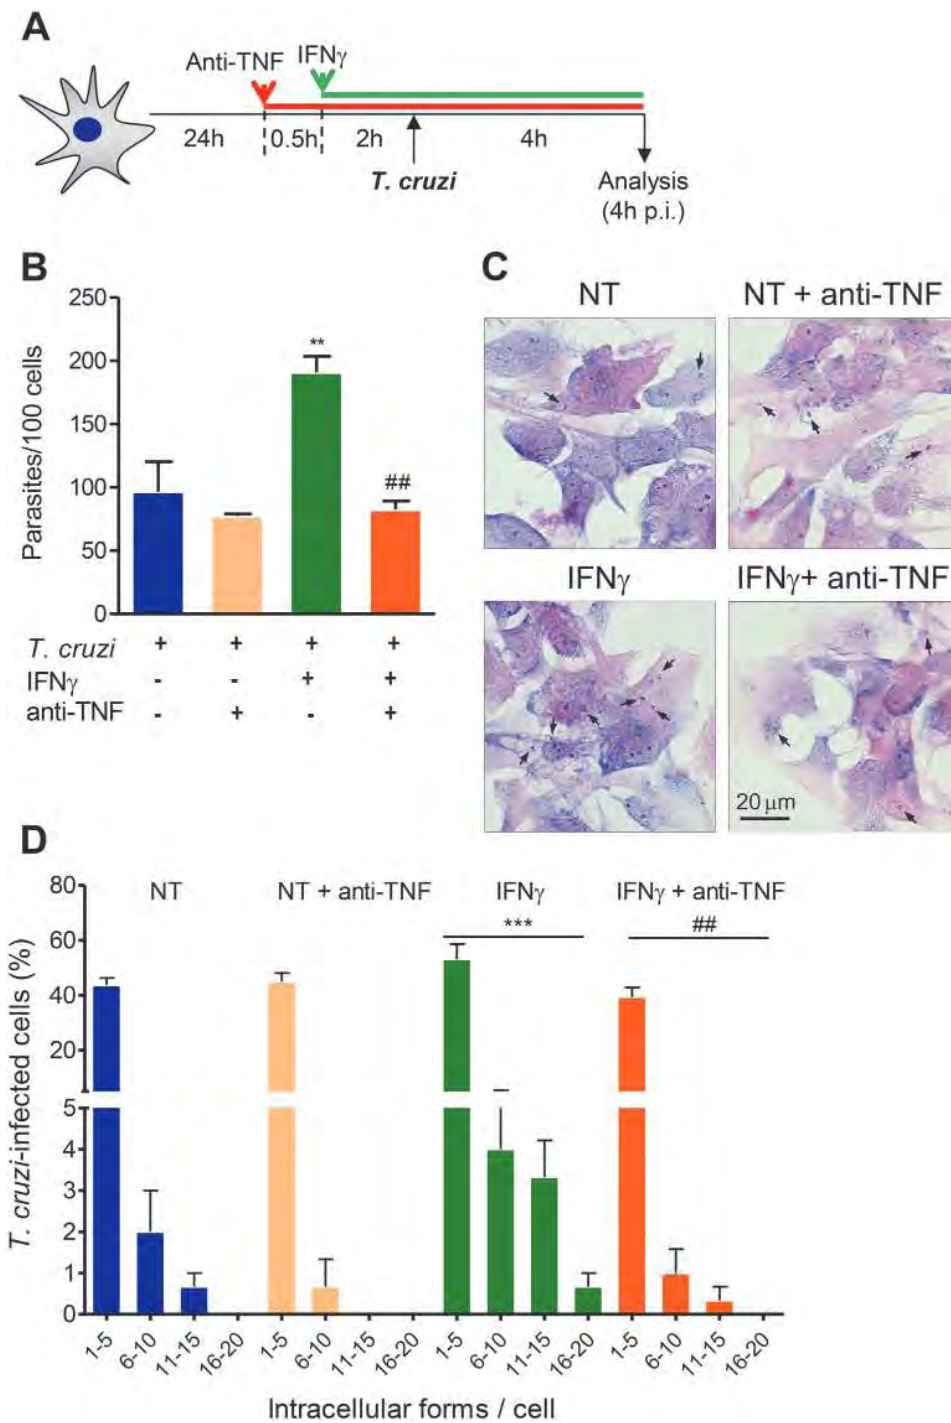 A
Anti-TNF IFNγ
24h 0.5h 2h 4h
T. cruzi Analysis
(4h p.i.)
B
250
200
150
100
50
0
Parasites/100 cells
**
##
T. cruzi + + + +
IFNγ - - + +
anti-TNF - + - +
C
NT NT + anti-TNF
IFNγ IFNγ+ anti-TNF
20 μm
D
80
60
40
20
5
4
3
2
1
0
T. cruzi-infected cells (%)
NT NT + anti-TNF IFNγ IFNγ + anti-TNF
*** ##
1-5 6-10 11-15 16-20 1-5 6-10 11-15 16-20 1-5 6-10 11-15 16-20 1-5 6-10 11-15 16-20
Intracellular forms / cell